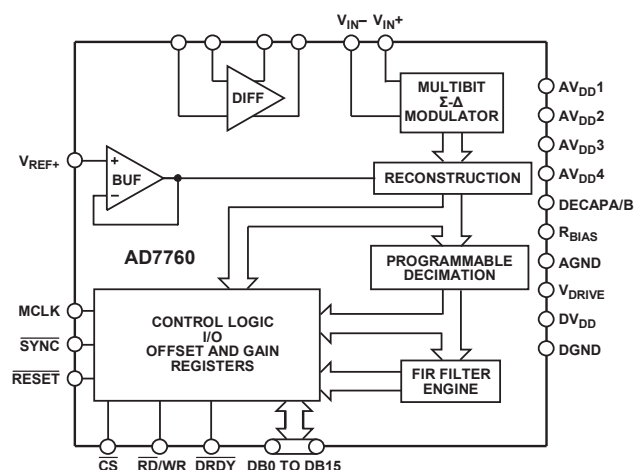 VIN– VIN+
DIFF
MULTIBIT
Σ-Δ
MODULATOR
AVDD1
AVDD2
AVDD3
AVDD4
DECAPA/B
RBIAS
AGND
VDRIVE
DVDD
DGND
VREF+
+
BUF
–
RECONSTRUCTION
AD7760
PROGRAMMABLE
DECIMATION
MCLK
SYNC
RESET
CONTROL LOGIC
I/O
OFFSET AND GAIN
REGISTERS
FIR FILTER
ENGINE
CS
RD/WR
DRDY
DB0 TO DB15